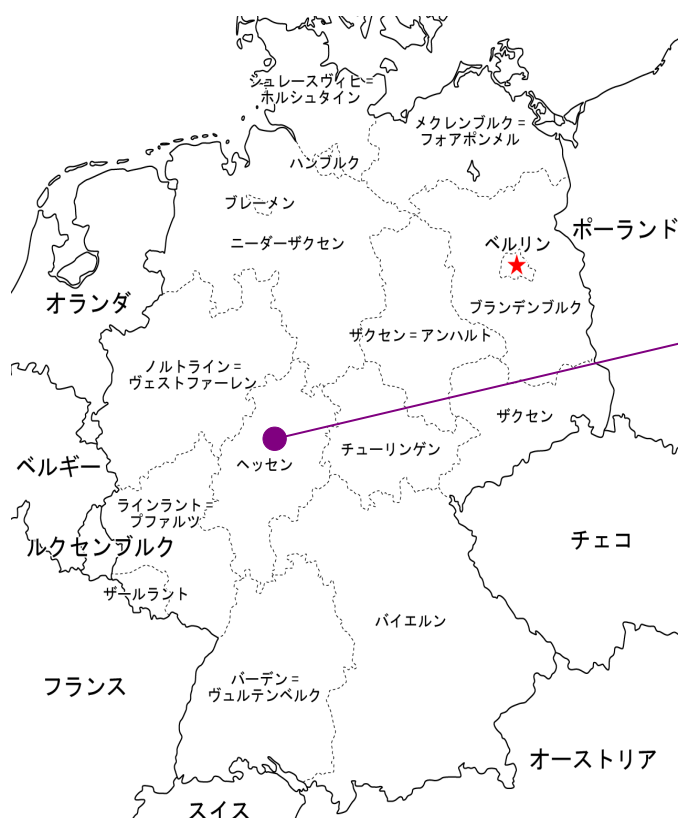 シュレースヴィヒ＝
ホルシュタイン
メクレンブルク＝
フォアポンメル
ハンブルク
ブレーメン
ニーダーザクセン
ベルリン
ポーランド
オランダ
ブランデンブルク
ザクセン＝アンハルト
ノルトライン＝
ヴェストファーレン
ザクセン
チューリンゲン
ヘッセン
ベルギー
ラインラント＝
プファルツ
ルクセンブルク
チェコ
ザールラント
バイエルン
フランス
バーデン＝
ヴュルテンベルク
オーストリア
スイス